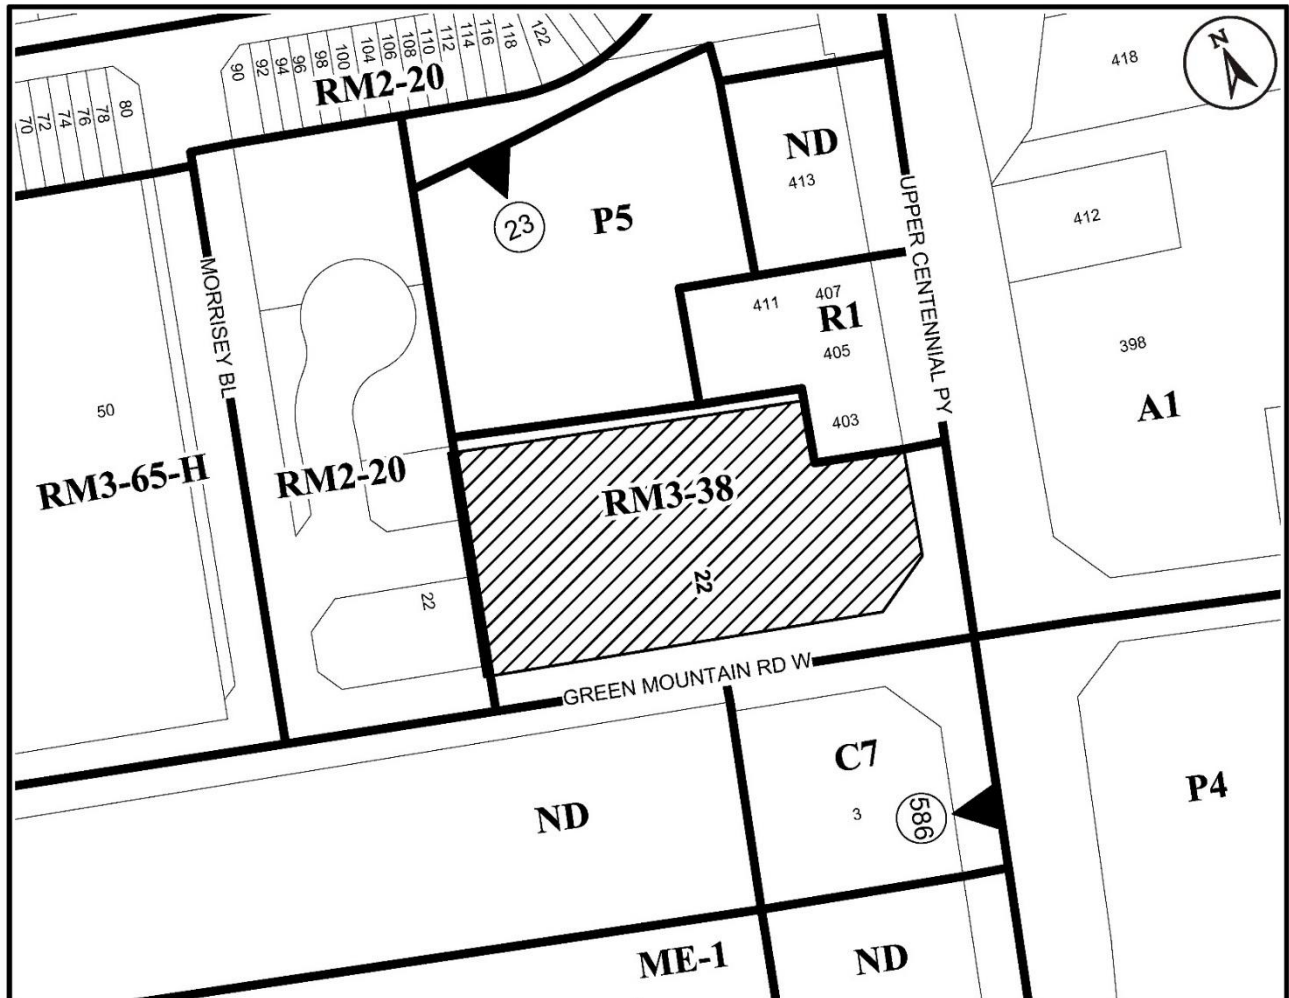 90
92
94
96
98
100
104
106
108
110
112
114
116
118
122
N
418
RM2-20
70
72
74
76
78
80
ND
413
412
23
P5
UPPER CENTENNIAL PY
MORRISEY BL
411
407
R1
405
398
A1
50
403
RM3-65-H
RM2-20
RM3-38
22
22
GREEN MOUNTAIN RD W
C7
3
586
P4
ND
ME-1
ND